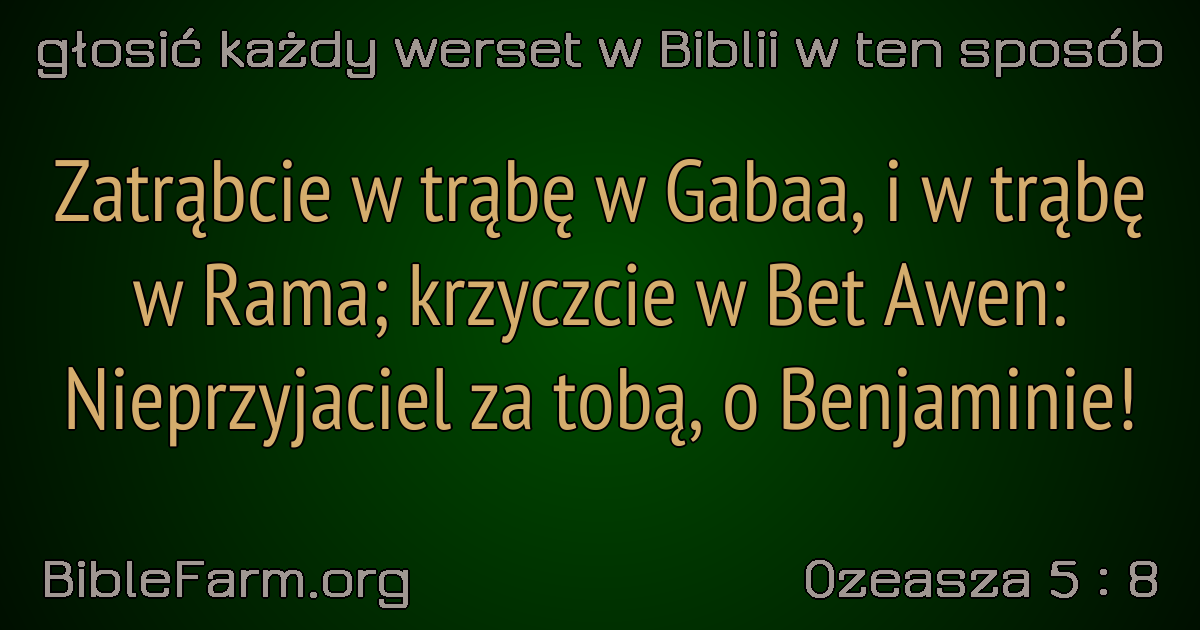 głosić każdy werset w Biblii w ten sposób
Zatrąbcie w trąbę w Gabaa, i w trąbę
w Rama; krzyczcie w Bet Awen:
Nieprzyjaciel za tobą, o Benjaminie!
BibleFarm.org
Ozeasza 5 : 8